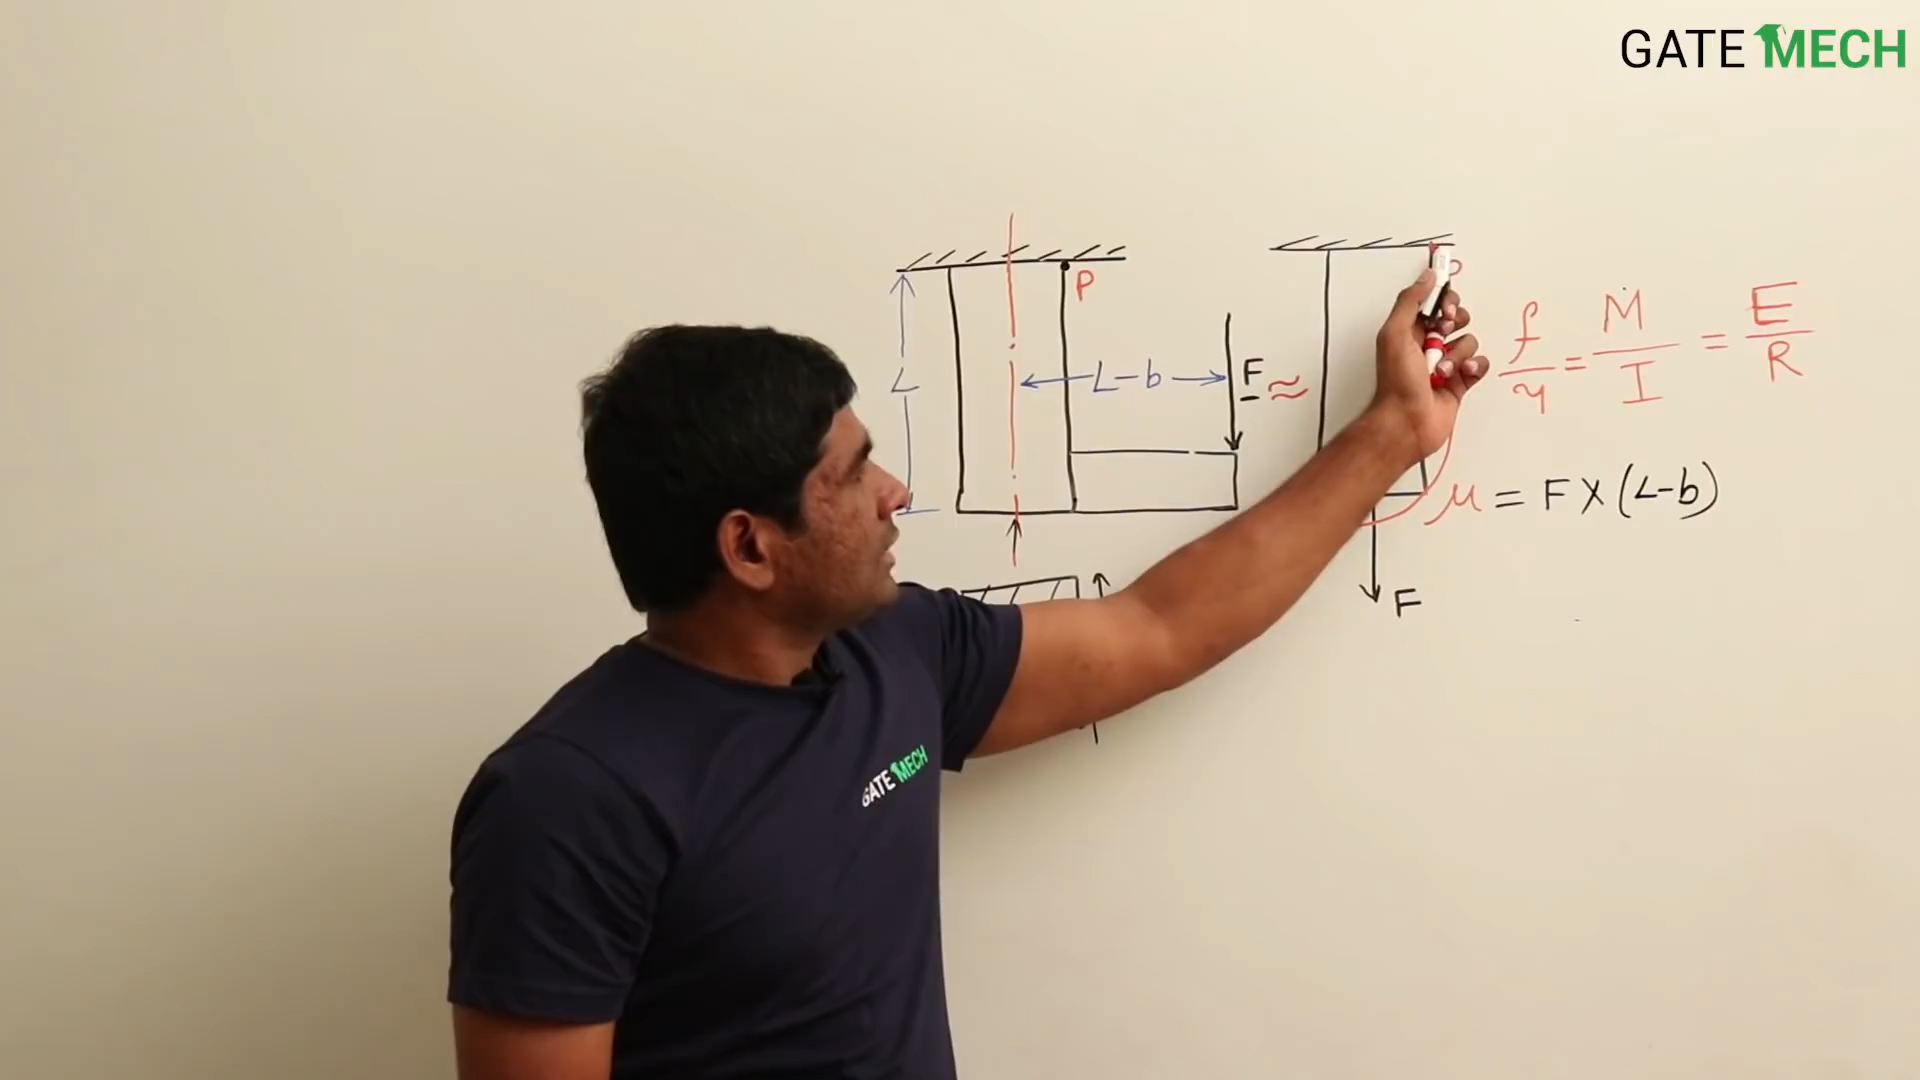 GATE MECH
P
P
L
L-b
F
≈
f/y = M/I = E/R
M = F X (L-b)
F
GATE MECH